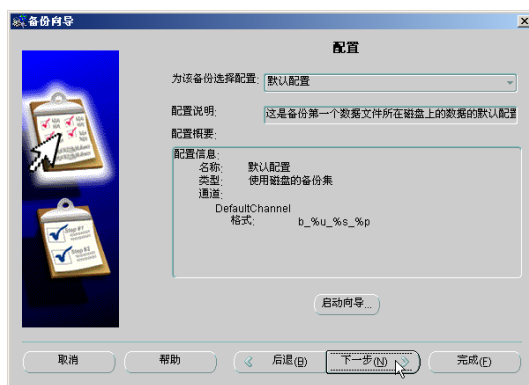 备份向导
配置
为该备份选择配置: 默认配置
配置说明: 这是备份第一个数据文件所在磁盘上的数据的默认配置
配置概要:
配置信息:
名称: 默认配置
类型: 使用磁盘的备份集
通道:
DefaultChannel
格式: b_%u_%s_%p
启动向导...
取消 帮助 后退(B) 下一步(N) 完成(F)
Step #1
Step #2